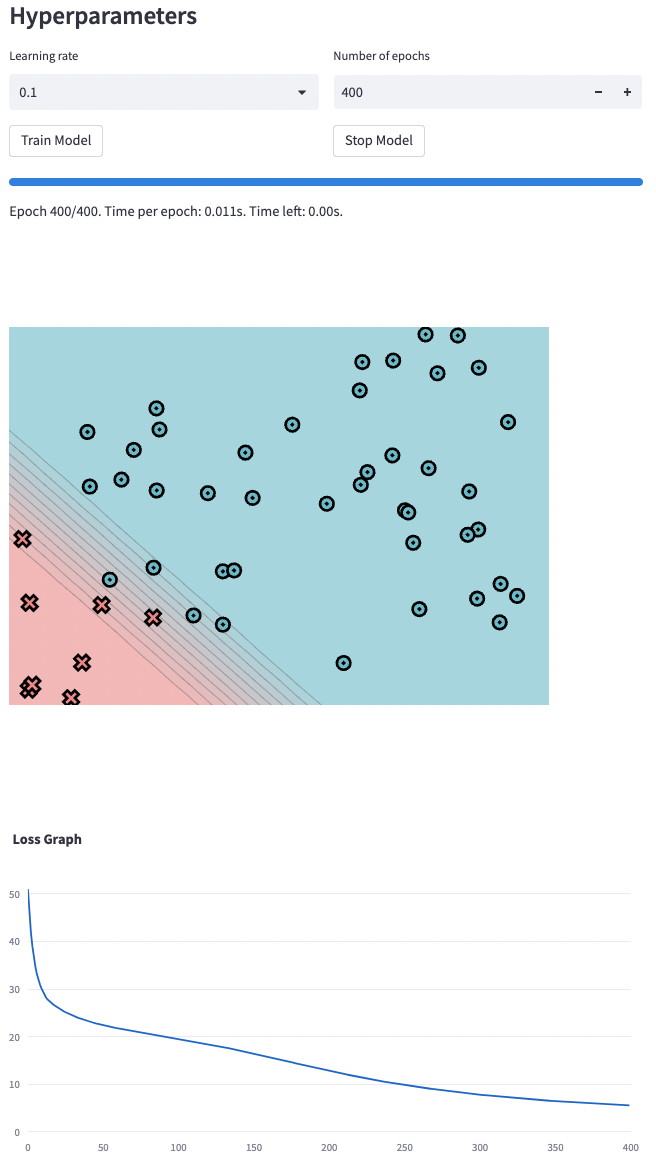 Hyperparameters
Learning rate
Number of epochs
0.1
400
Train Model
Stop Model
Epoch 400/400. Time per epoch: 0.011s. Time left: 0.00s.
Loss Graph
50
40
30
20
10
0
0 50 100 150 200 250 300 350 400